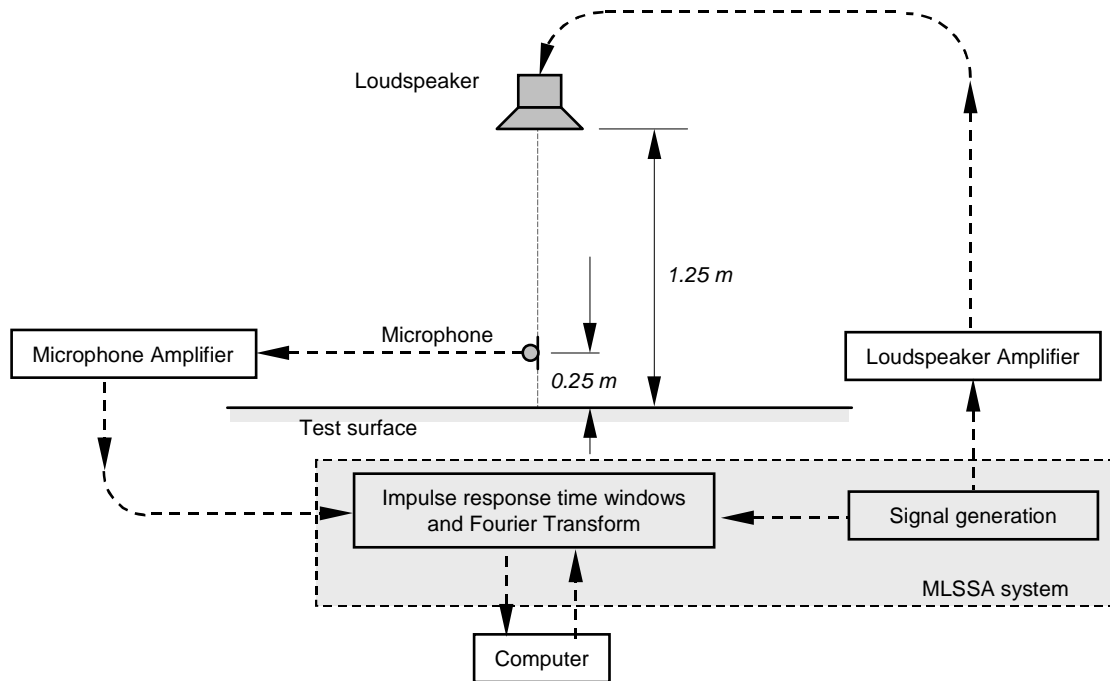 Loudspeaker
1.25 m
Microphone
Microphone Amplifier
Loudspeaker Amplifier
0.25 m
Test surface
Impulse response time windows
and Fourier Transform
Signal generation
MLSSA system
Computer